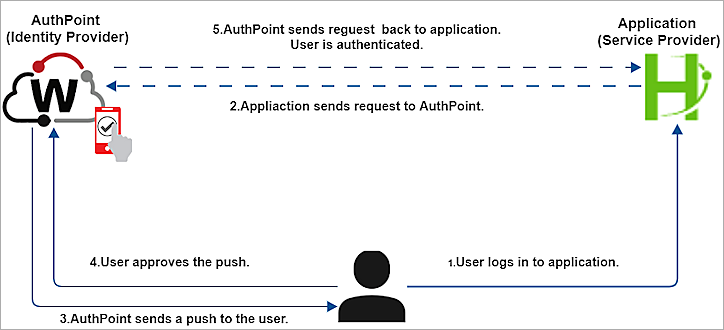 AuthPoint
(Identity Provider)
5.AuthPoint sends reguest back to application.
User is authenticated.
Application
(Service Provider)
W
H
2.Appliaction sends request to AuthPoint.
4.User approves the push.
1.User logs in to application.
3.AuthPoint sends a push to the user.